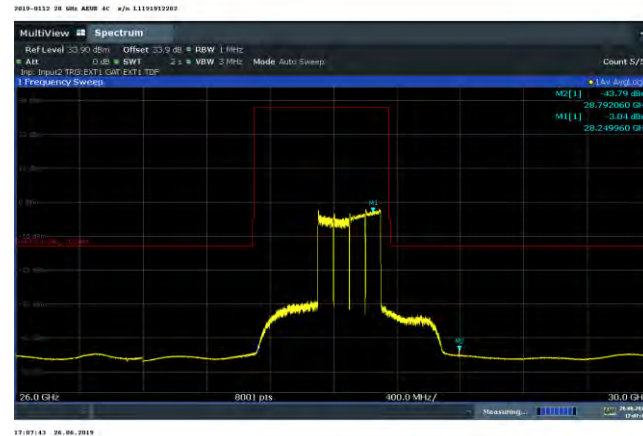 2019-0112 28 GHz AEUB 4C s/n L1191912202
MultiView Spectrum
Ref Level 33.90 dBm Offset 33.9 dB RBW 1 MHz
Att 0 dB SWT 2 s VBW 3 MHz Mode Auto Sweep Count 5/5
Inp: Input2 TRG:EXT1 GAT:EXT1 TDF
1 Frequency Sweep 1Av AvgLog
M2[1] -43.79 dBm
28.792060 GH
M1[1] -3.04 dBm
28.249960 GH
M1
M2
26.0 GHz 8001 pts 400.0 MHz/ 30.0 GH
Measuring...
17:07:43 26.06.2019